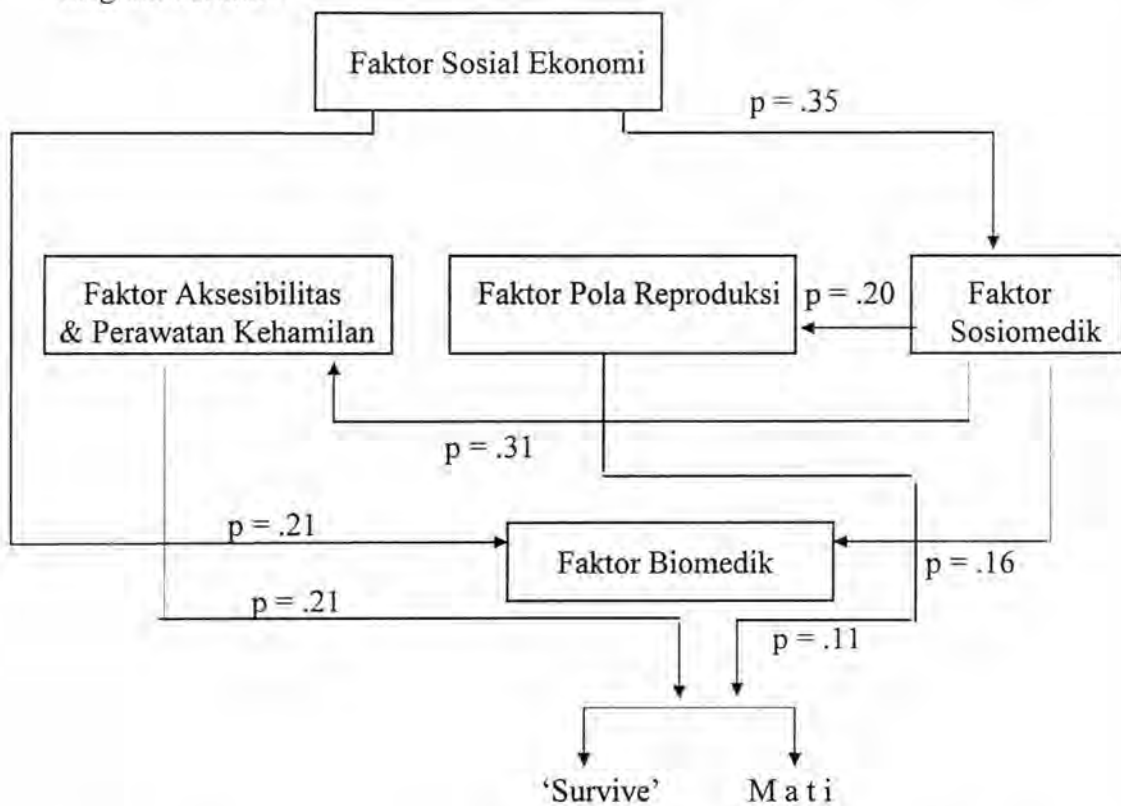 Faktor Sosial Ekonomi
p = .35
Faktor Aksesibilitas
& Perawatan Kehamilan
Faktor Pola Reproduksi
p = .20
Faktor
Sosiomedik
p = .31
p = .21
Faktor Biomedik
p = .16
p = .21
p = .11
‘Survive’
M a t i